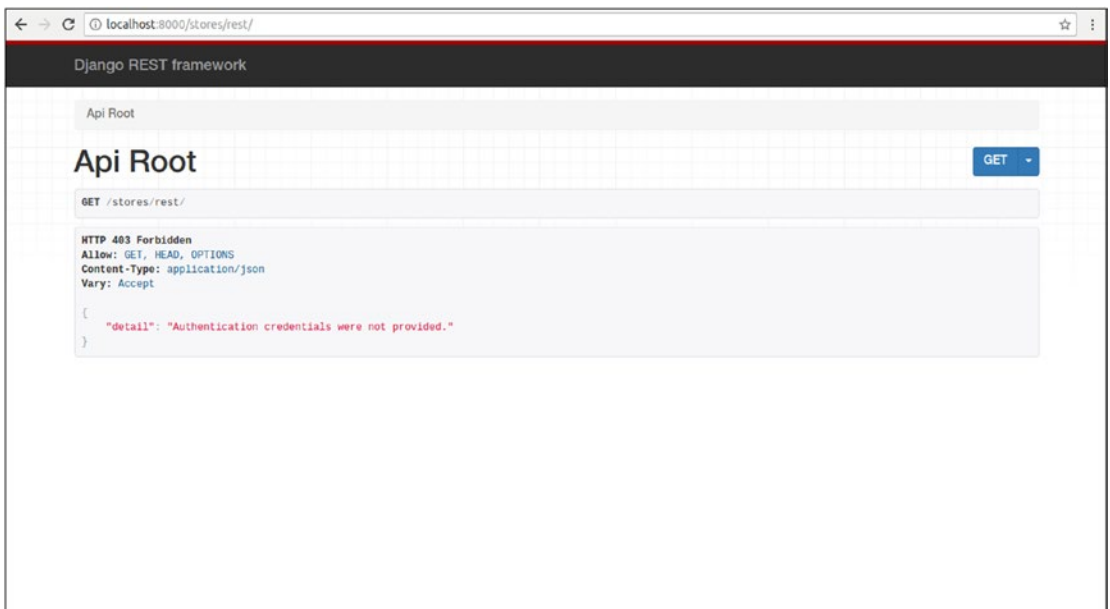 localhost:8000/stores/rest/
Django REST framework
Api Root
Api Root
GET
GET /stores/rest/
HTTP 403 Forbidden
Allow: GET, HEAD, OPTIONS
Content-Type: application/json
Vary: Accept
{
"detail": "Authentication credentials were not provided."
}